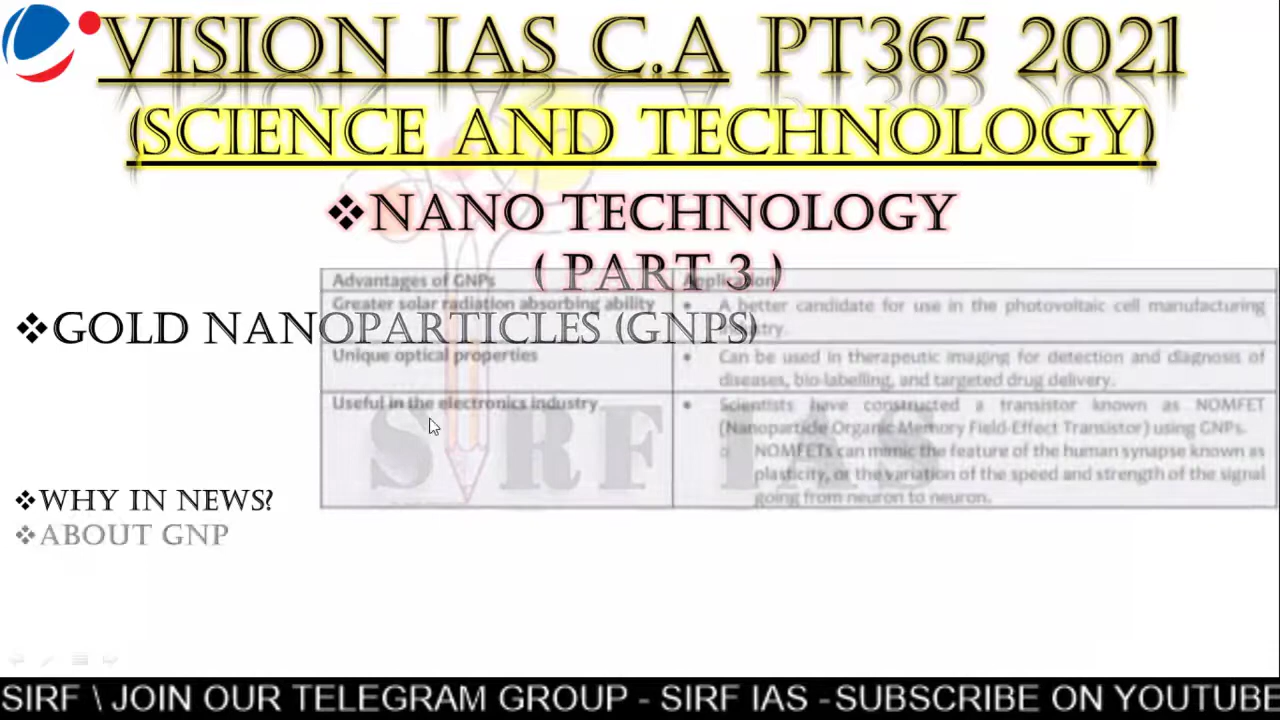 VISION IAS C.A PT365 2021
(SCIENCE AND TECHNOLOGY)
❖NANO TECHNOLOGY
( PART 3 )
❖GOLD NANOPARTICLES (GNPS)
Advantages of GNPs
Application
Greater solar radiation absorbing ability
• A better candidate for use in the photovoltaic cell manufacturing
industry.
Unique optical properties
• Can be used in therapeutic imaging for detection and diagnosis of
diseases, bio-labelling, and targeted drug delivery.
Useful in the electronics industry
• Scientists have constructed a transistor known as NOMFET
(Nanoparticle Organic Memory Field-Effect Transistor) using GNPs.
o NOMFETs can mimic the feature of the human synapse known as
plasticity, or the variation of the speed and strength of the signal
going from neuron to neuron.
SIRF IAS
❖WHY IN NEWS?
❖ABOUT GNP
SIRF \ JOIN OUR TELEGRAM GROUP - SIRF IAS -SUBSCRIBE ON YOUTUBE